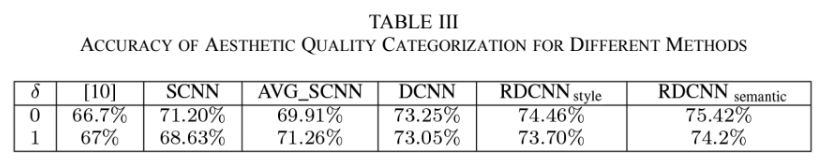 TABLE III
ACCURACY OF AESTHETIC QUALITY CATEGORIZATION FOR DIFFERENT METHODS
δ [10] SCNN AVG_SCNN DCNN RDCNN style RDCNN semantic
0 66.7% 71.20% 69.91% 73.25% 74.46% 75.42%
1 67% 68.63% 71.26% 73.05% 73.70% 74.2%